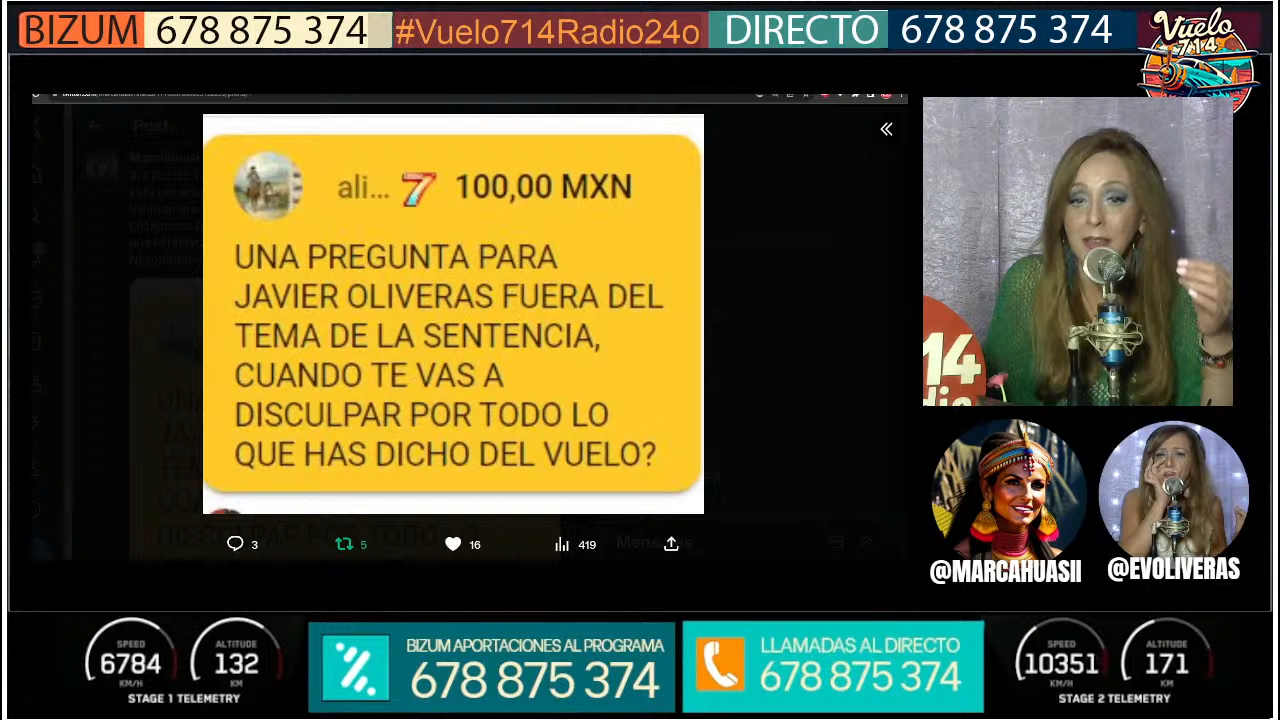 BIZUM 678 875 374 #Vuelo714Radio24o DIRECTO 678 875 374
Vuelo
714
Post
ali... 7 100,00 MXN
UNA PREGUNTA PARA
JAVIER OLIVERAS FUERA DEL
TEMA DE LA SENTENCIA,
CUANDO TE VAS A
DISCULPAR POR TODO LO
QUE HAS DICHO DEL VUELO?
3 5 16 419
14
dio
@MARCAHUASII @EVOLIVERAS
SPEED
6784
KM/H
ALTITUDE
132
KM
STAGE 1 TELEMETRY
BIZUM APORTACIONES AL PROGRAMA
678 875 374
LLAMADAS AL DIRECTO
678 875 374
SPEED
10351
KM/H
ALTITUDE
171
KM
STAGE 2 TELEMETRY